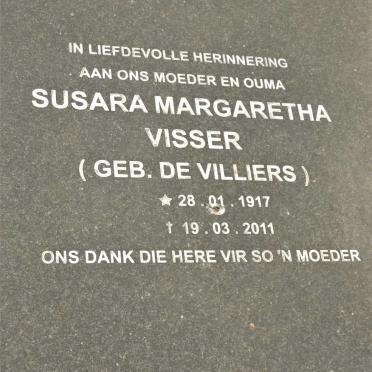 IN LIEFDEVOLLE HERINNERING
AAN ONS MOEDER EN OUMA
SUSARA MARGARETHA
VISSER
( GEB. DE VILLIERS )
★ 28 . 01 . 1917
† 19 . 03 . 2011
ONS DANK DIE HERE VIR SO 'N MOEDER